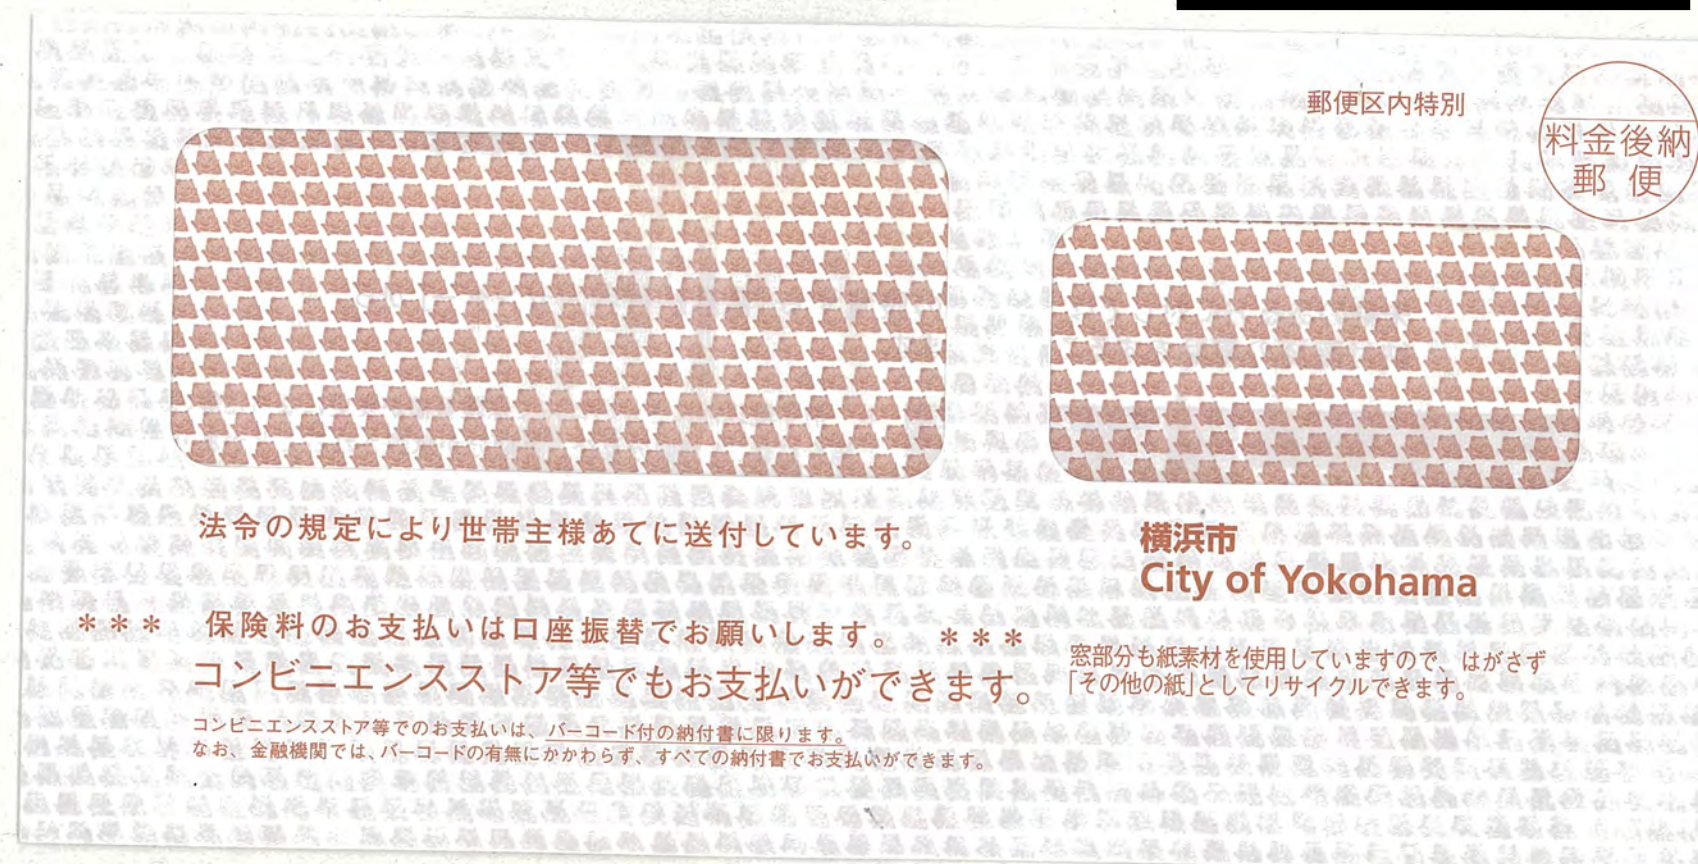 郵便区内特別
料金後納
郵便
法令の規定により世帯主様あてに送付しています。
横浜市
City of Yokohama
＊＊＊ 保険料のお支払いは口座振替でお願いします。 ＊＊＊
コンビニエンスストア等でもお支払いができます。
窓部分も紙素材を使用していますので、はがさず
「その他の紙」としてリサイクルできます。
コンビニエンスストア等でのお支払いは、バーコード付の納付書に限ります。
なお、金融機関では、バーコードの有無にかかわらず、すべての納付書でお支払いができます。